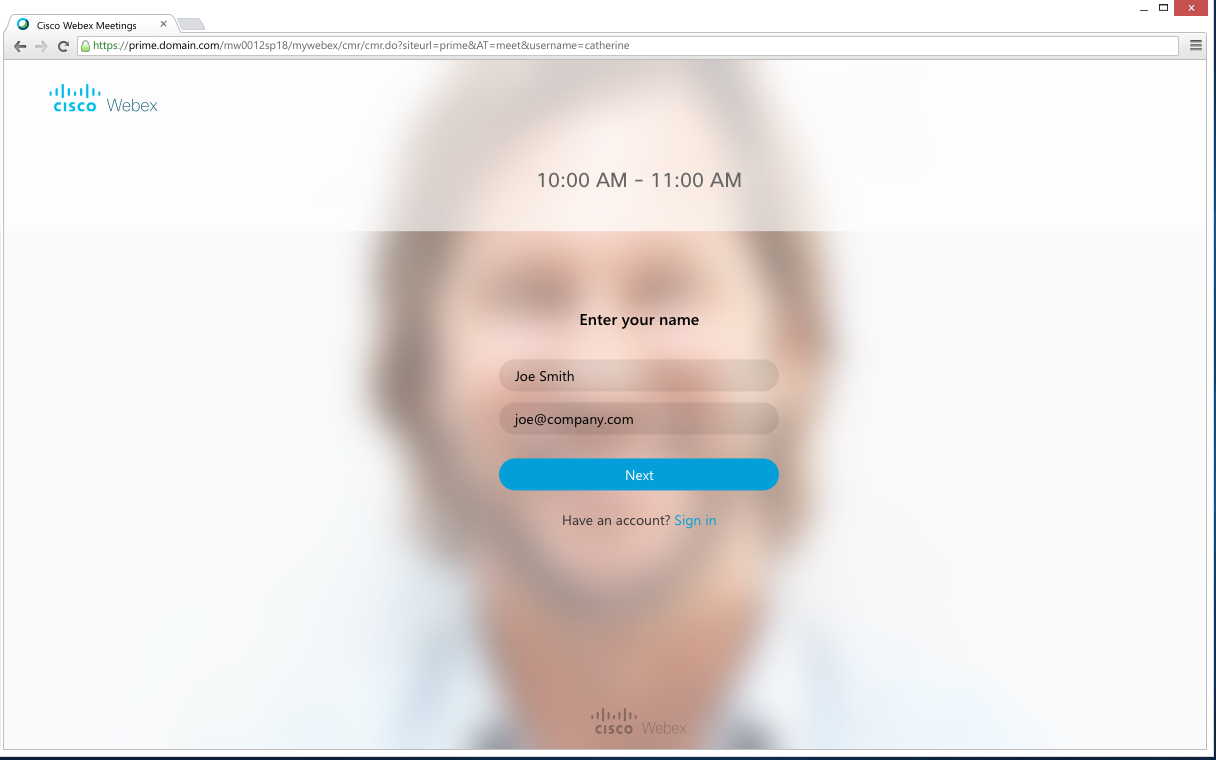 Cisco Webex Meetings
https://prime.domain.com/mw0012sp18/mywebex/cmr/cmr.do?siteurl=prime&AT=meet&username=catherine
cisco Webex
10:00 AM - 11:00 AM
Enter your name
Joe Smith
joe@company.com
Next
Have an account? Sign in
cisco Webex